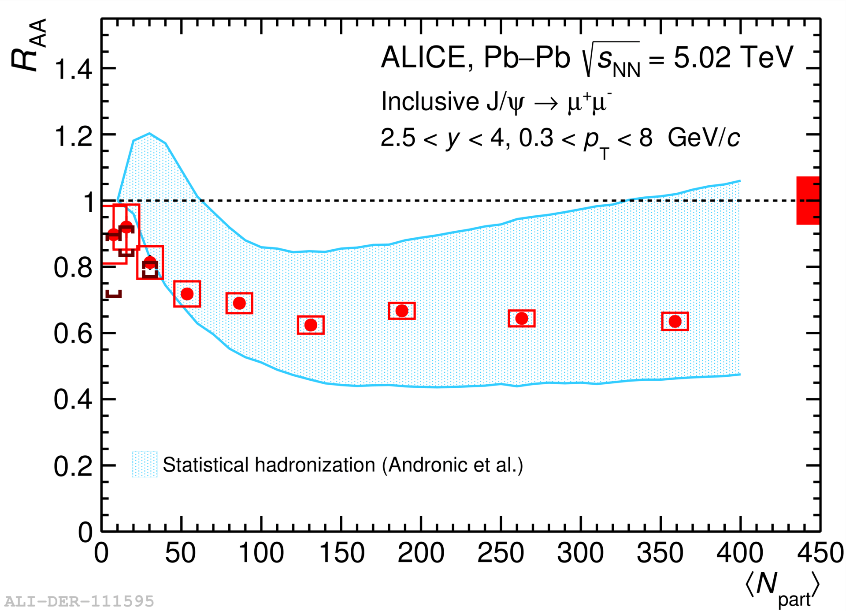 R_AA
ALICE, Pb–Pb √s_NN = 5.02 TeV
Inclusive J/ψ → μ⁺μ⁻
2.5 < y < 4, 0.3 < p_T < 8 GeV/c
1.4
1.2
1
0.8
0.6
0.4
0.2
0
Statistical hadronization (Andronic et al.)
0 50 100 150 200 250 300 350 400 450
⟨N_part⟩
ALI-DER-111595